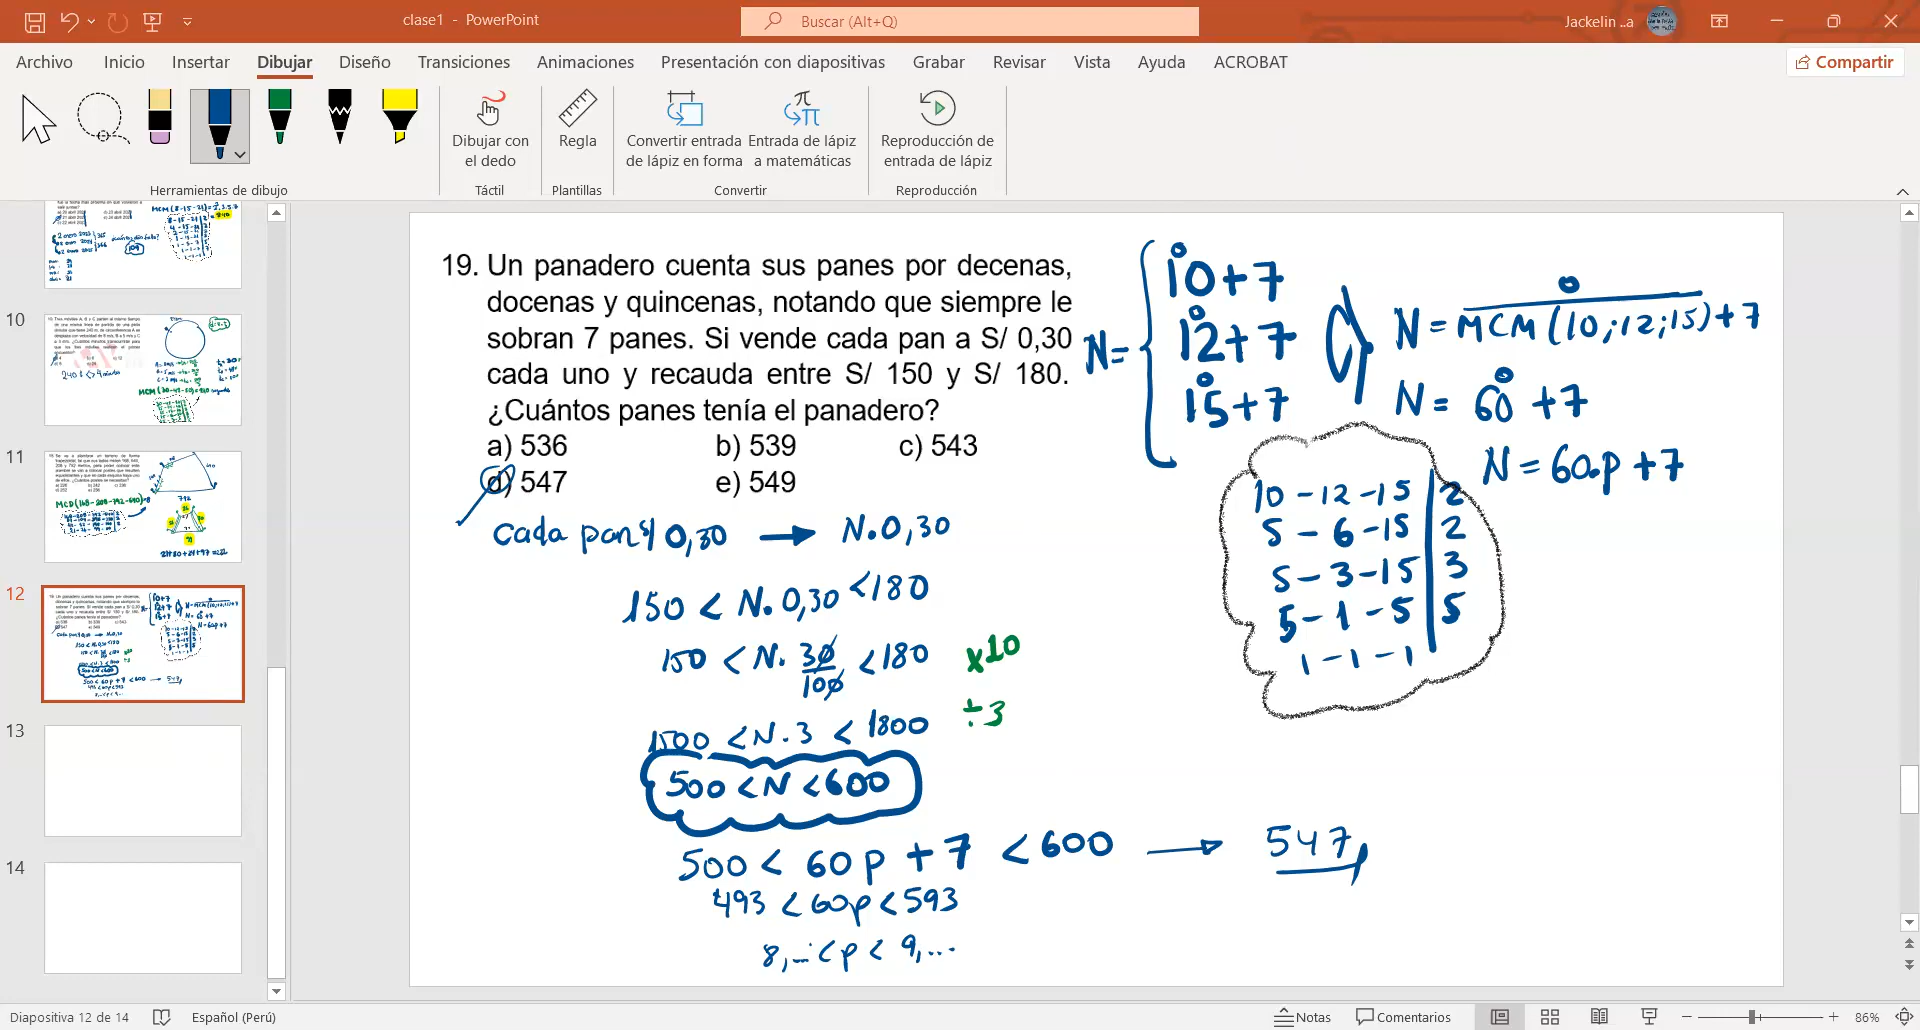 clase1 - PowerPoint
Buscar (Alt+Q)
Jackelin ..a
Archivo Inicio Insertar Dibujar Diseño Transiciones Animaciones Presentación con diapositivas Grabar Revisar Vista Ayuda ACROBAT
Compartir
Dibujar con el dedo
Regla
Convertir entrada de lápiz en forma
Entrada de lápiz a matemáticas
Reproducción de entrada de lápiz
Herramientas de dibujo
Táctil
Plantillas
Convertir
Reproducción
10
11
12
13
14
19. Un panadero cuenta sus panes por decenas,
docenas y quincenas, notando que siempre le
sobran 7 panes. Si vende cada pan a S/ 0,30
cada uno y recauda entre S/ 150 y S/ 180.
¿Cuántos panes tenía el panadero?
a) 536 b) 539 c) 543
d) 547 e) 549
N=
10+7
12+7
15+7
N = MCM(10;12;15)+7
N = 60 +7
N = 60.p +7
10 - 12 - 15 | 2
5 - 6 - 15 | 2
5 - 3 - 15 | 3
5 - 1 - 5 | 5
1 - 1 - 1
Cada pan S/ 0,30 → N.0,30
150 < N. 0,30 < 180
150 < N. 30/100 < 180 x10
÷3
1500 < N.3 < 1800
500 < N < 600
500 < 60p + 7 < 600 → 547
493 < 60p < 593
8,... < p < 9,...
Diapositiva 12 de 14
Español (Perú)
Notas
Comentarios
86%